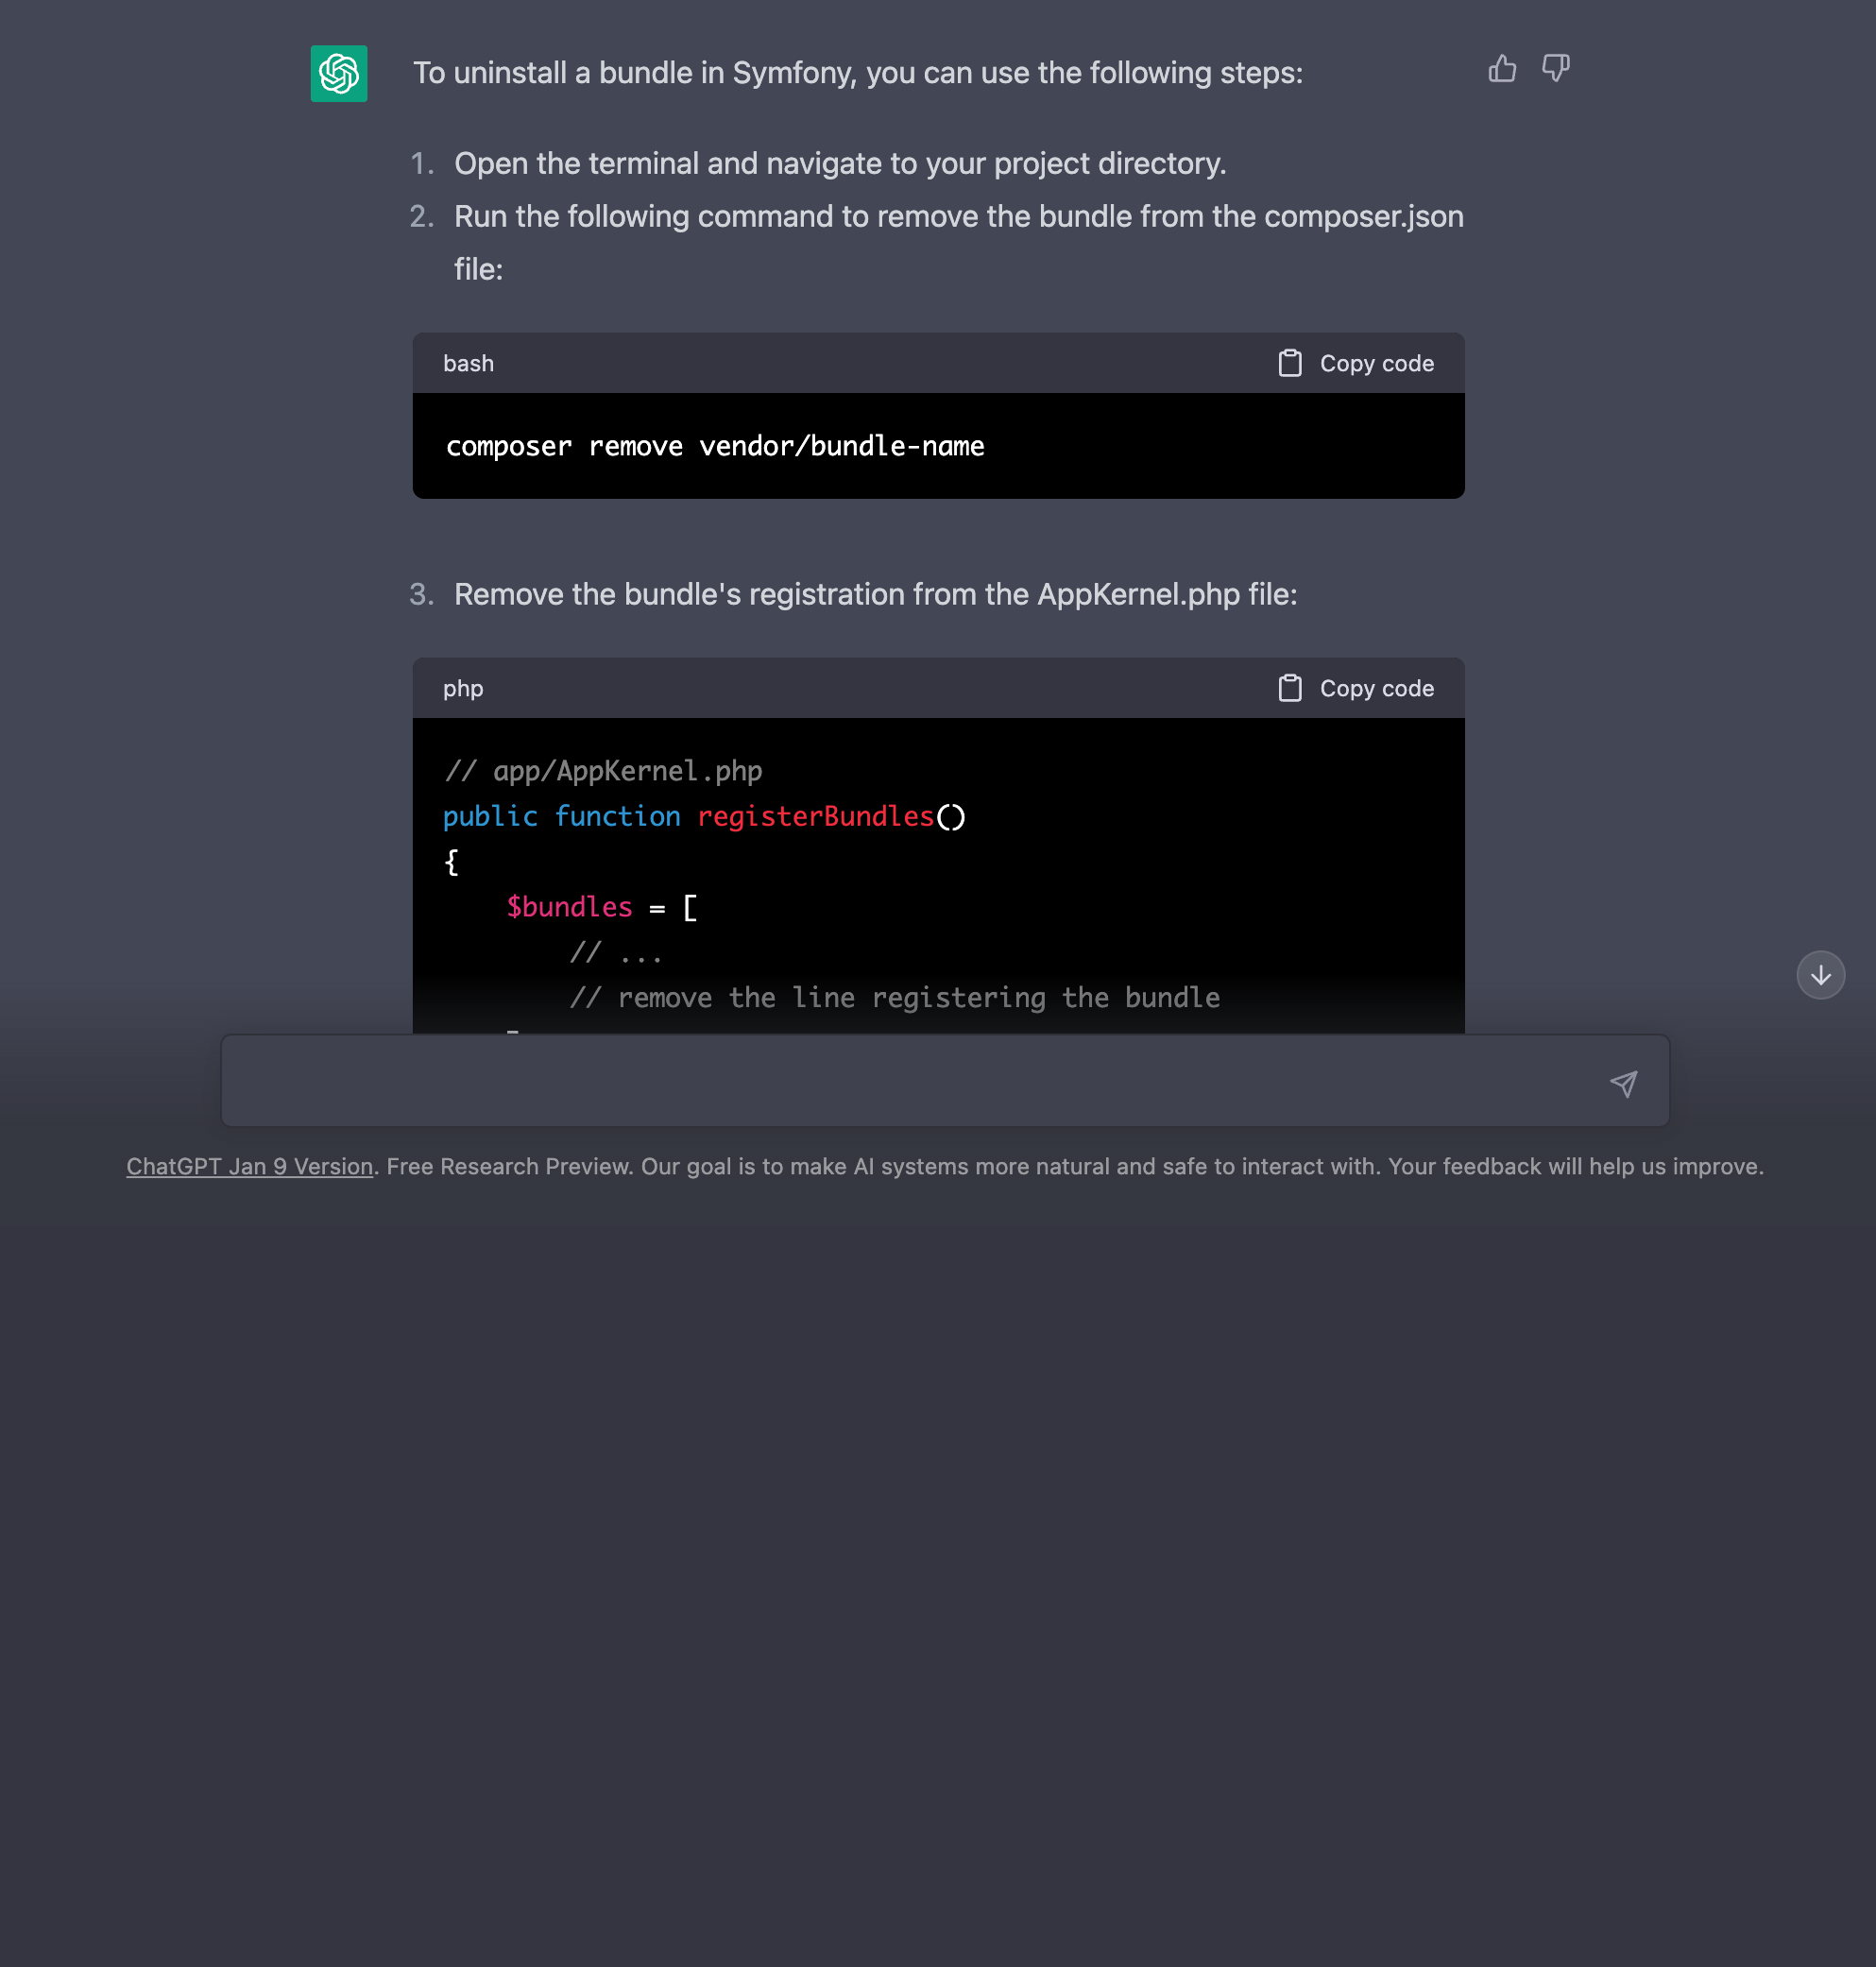 To uninstall a bundle in Symfony, you can use the following steps:
1. Open the terminal and navigate to your project directory.
2. Run the following command to remove the bundle from the composer.json
file:
bash Copy code
composer remove vendor/bundle-name
3. Remove the bundle's registration from the AppKernel.php file:
php Copy code
// app/AppKernel.php
public function registerBundles()
{
    $bundles = [
        // ...
        // remove the line registering the bundle
ChatGPT Jan 9 Version. Free Research Preview. Our goal is to make AI systems more natural and safe to interact with. Your feedback will help us improve.